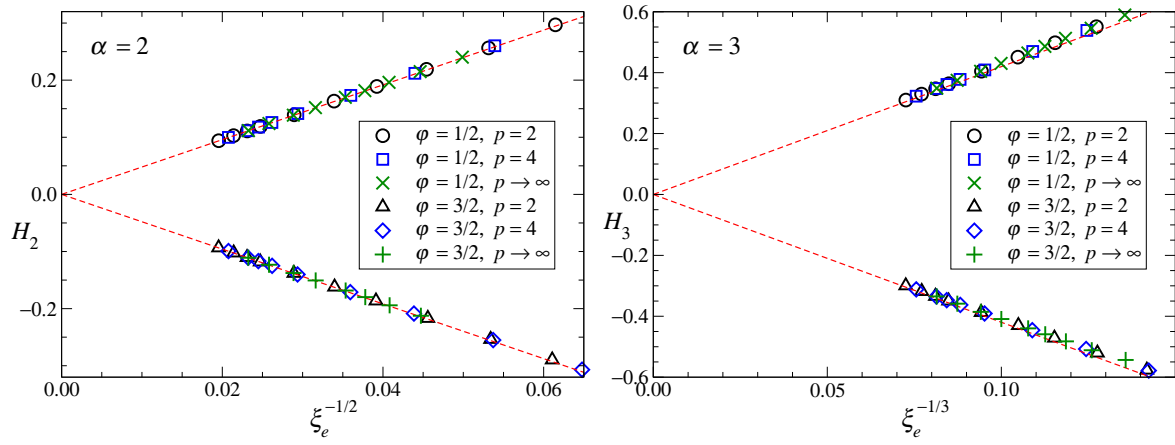 α = 2
0.2
0.0
−0.2
H₂
φ = 1/2, p = 2
φ = 1/2, p = 4
φ = 1/2, p → ∞
φ = 3/2, p = 2
φ = 3/2, p = 4
φ = 3/2, p → ∞
0.00 0.02 0.04 0.06
ξₑ^−1/2
α = 3
0.6
0.4
0.2
0.0
−0.2
−0.4
−0.6
H₃
φ = 1/2, p = 2
φ = 1/2, p = 4
φ = 1/2, p → ∞
φ = 3/2, p = 2
φ = 3/2, p = 4
φ = 3/2, p → ∞
0.00 0.05 0.10
ξₑ^−1/3